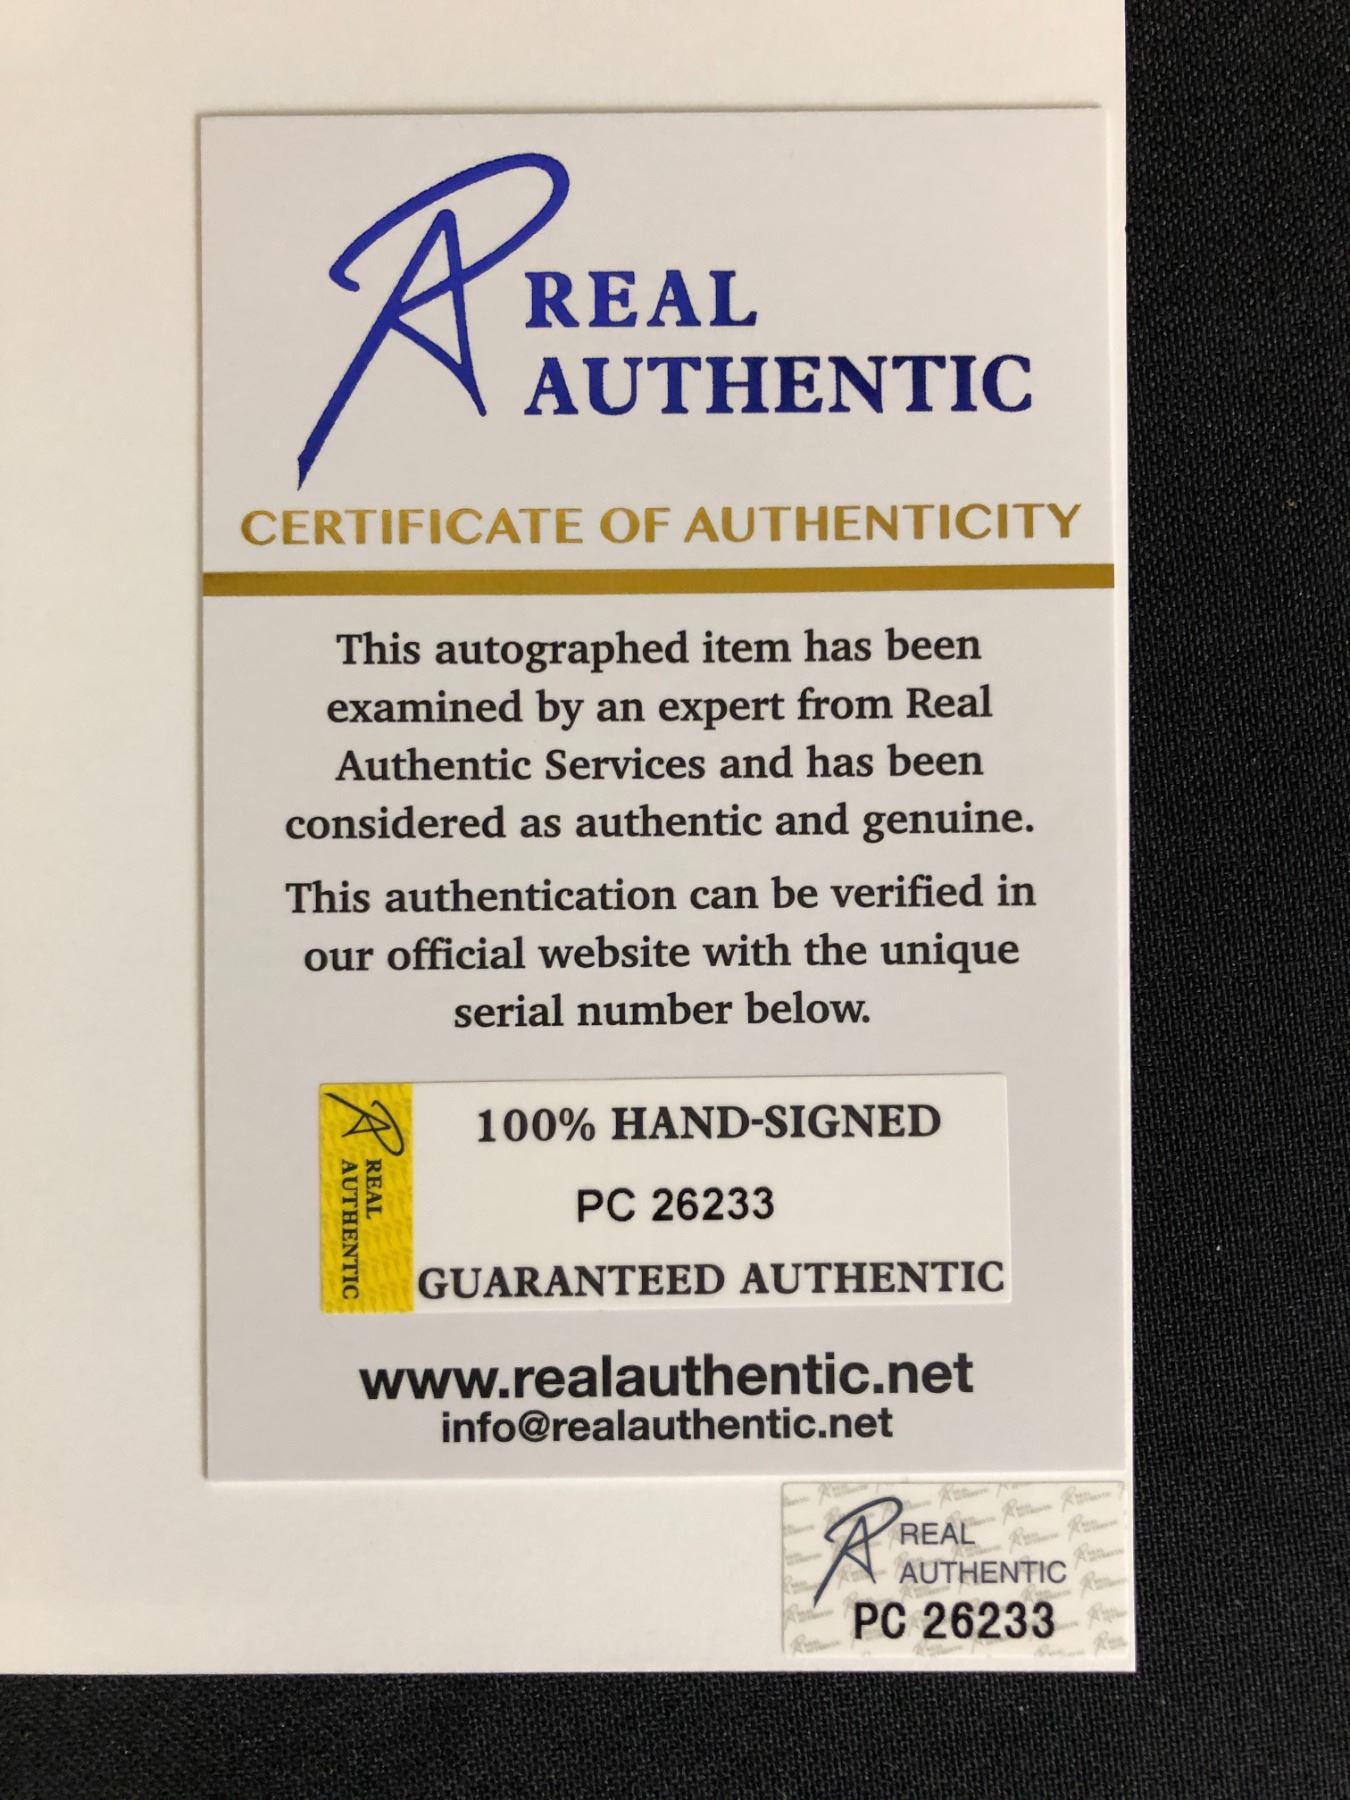 REAL
AUTHENTIC
CERTIFICATE OF AUTHENTICITY
This autographed item has been
examined by an expert from Real
Authentic Services and has been
considered as authentic and genuine.
This authentication can be verified in
our official website with the unique
serial number below.
REAL
AUTHENTIC
100% HAND-SIGNED
PC 26233
GUARANTEED AUTHENTIC
www.realauthentic.net
info@realauthentic.net
REAL
AUTHENTIC
PC 26233